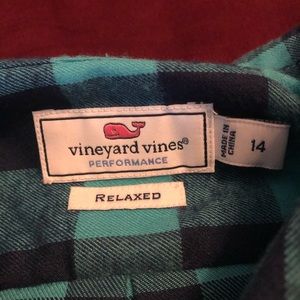 vineyard vines®
PERFORMANCE
RELAXED
MADE IN
CHINA
14